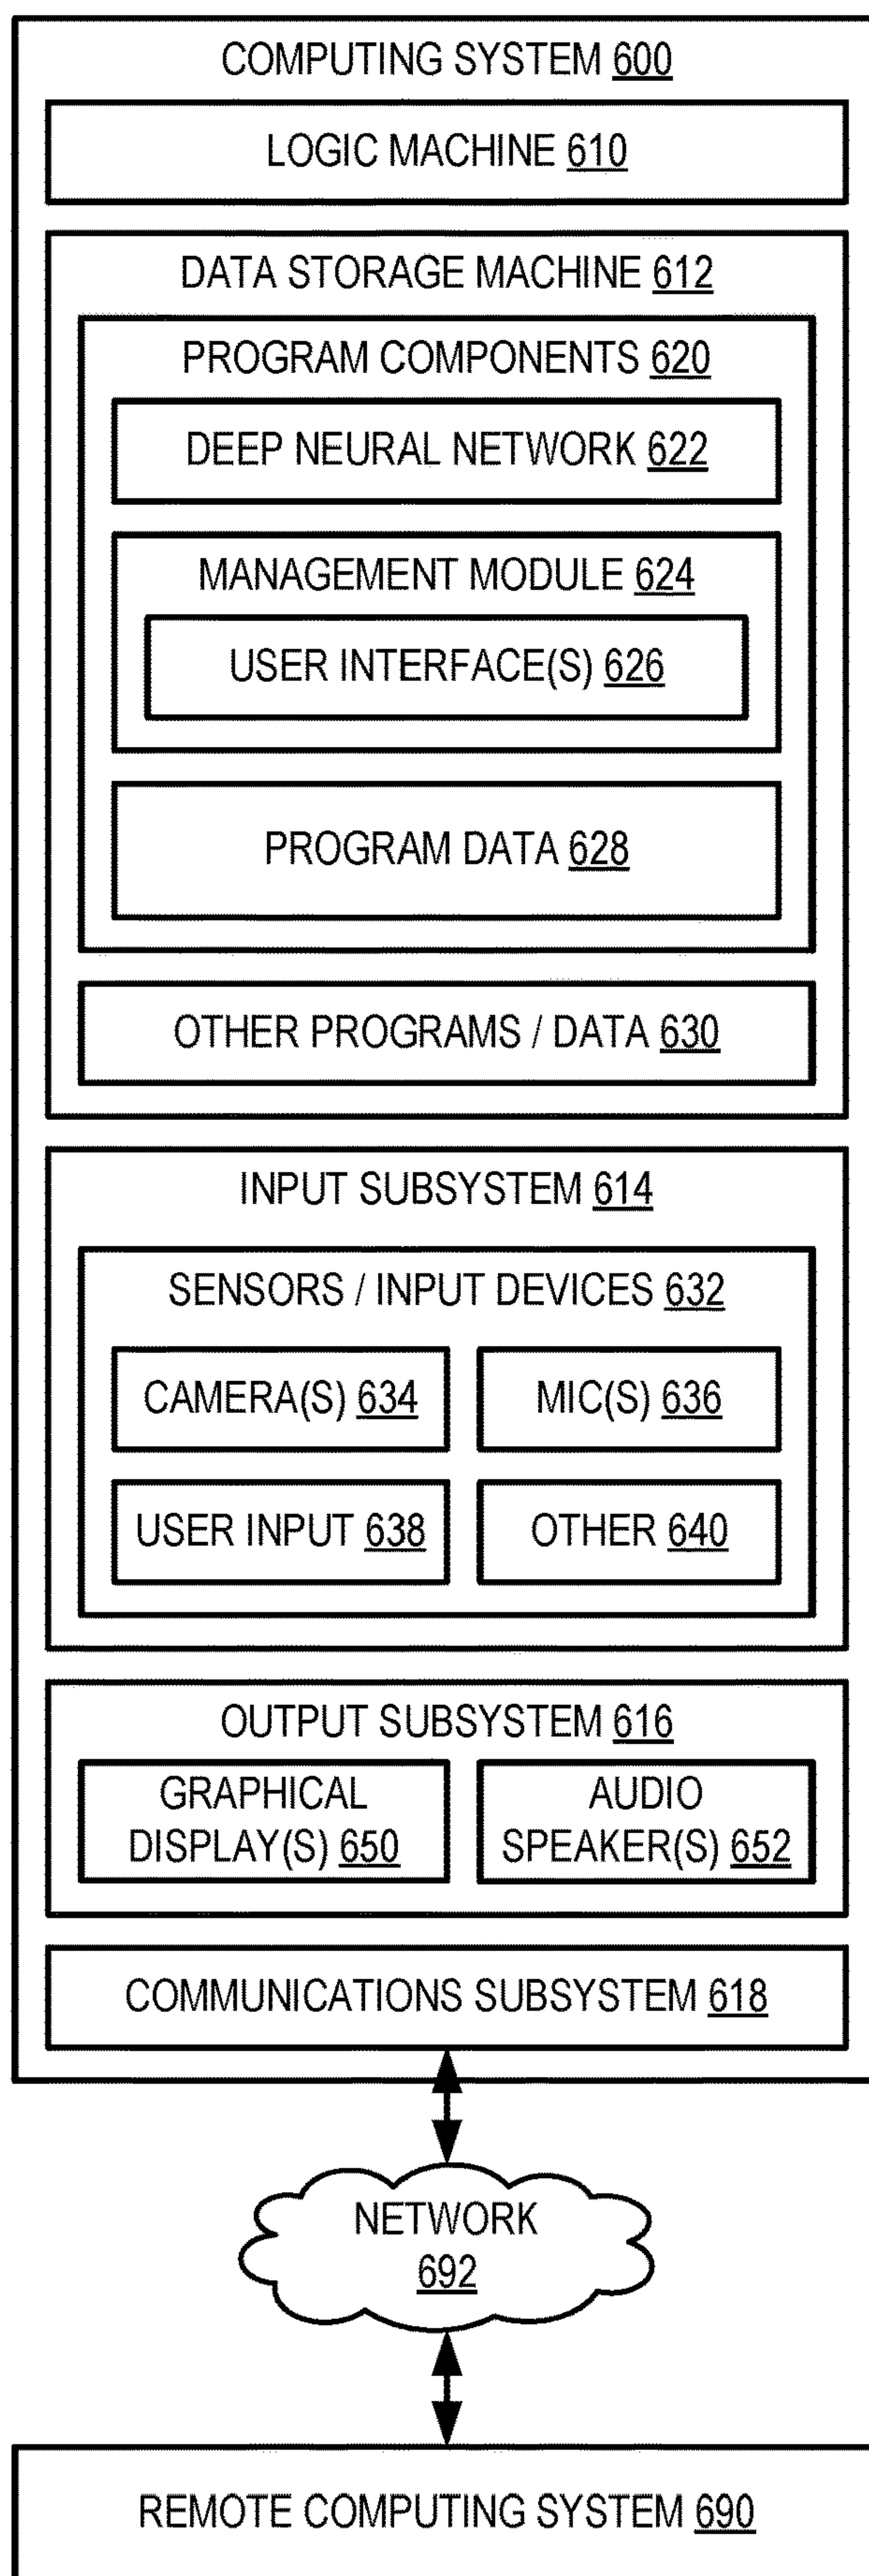 COMPUTING SYSTEM 600
LOGIC MACHINE 610
DATA STORAGE MACHINE 612
PROGRAM COMPONENTS 620
DEEP NEURAL NETWORK 622
MANAGEMENT MODULE 624
USER INTERFACE(S) 626
PROGRAM DATA 628
OTHER PROGRAMS / DATA 630
INPUT SUBSYSTEM 614
SENSORS / INPUT DEVICES 632
CAMERA(S) 634
MIC(S) 636
USER INPUT 638
OTHER 640
OUTPUT SUBSYSTEM 616
GRAPHICAL
DISPLAY(S) 650
AUDIO
SPEAKER(S) 652
COMMUNICATIONS SUBSYSTEM 618
NETWORK
692
REMOTE COMPUTING SYSTEM 690